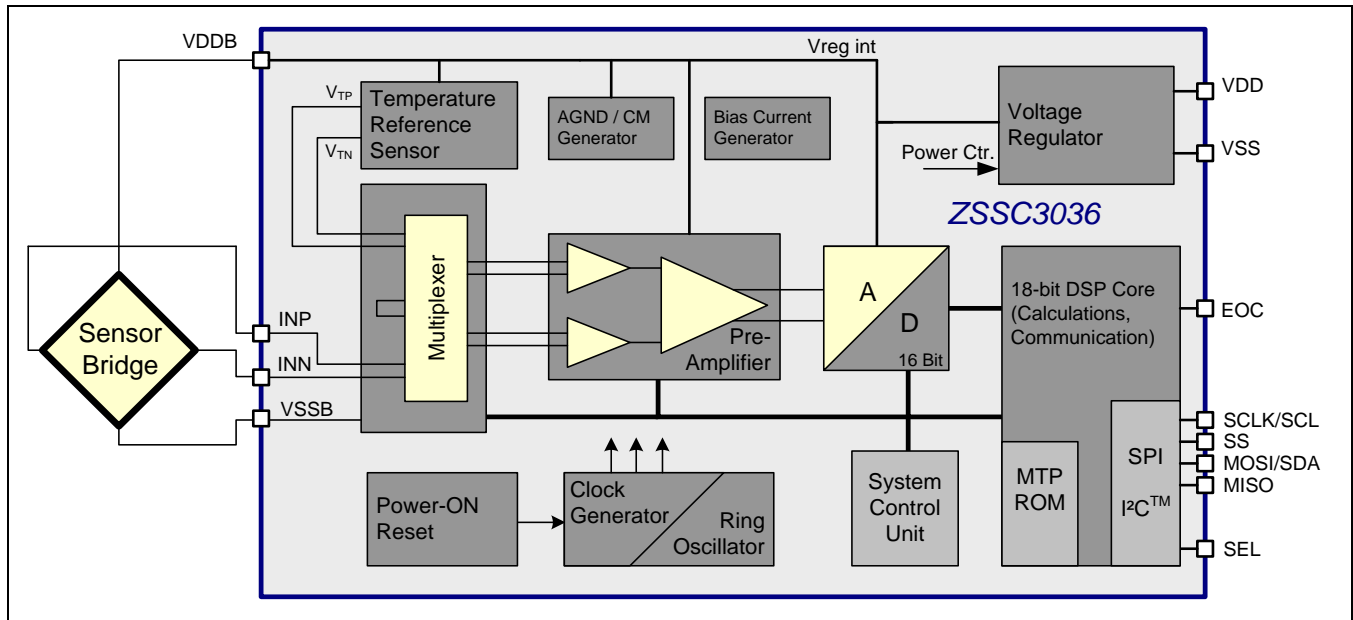 VDDB
Vreg int
VTP
VTN
Temperature
Reference
Sensor
AGND / CM
Generator
Bias Current
Generator
Voltage
Regulator
VDD
VSS
Power Ctr.
ZSSC3036
Multiplexer
Pre-
Amplifier
A
D
16 Bit
18-bit DSP Core
(Calculations,
Communication)
EOC
Sensor
Bridge
INP
INN
VSSB
SCLK/SCL
SS
MOSI/SDA
MISO
SEL
Power-ON
Reset
Clock
Generator
Ring
Oscillator
System
Control
Unit
MTP
ROM
SPI
I²C™